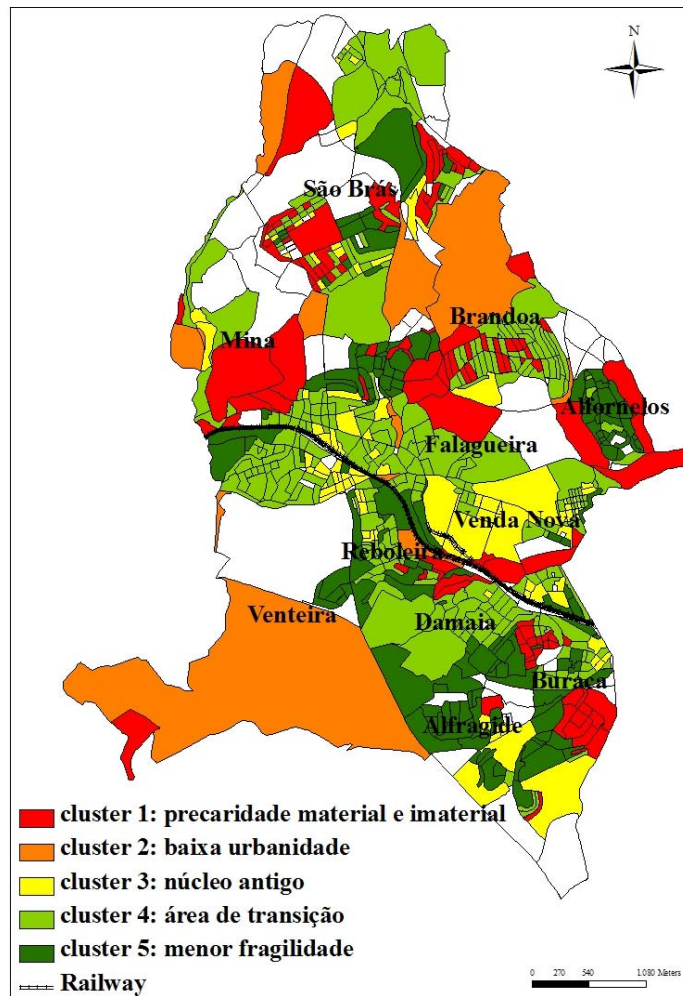 N
São Brás
Brandoa
Mina
Alfornelos
Falagueira
Venda Nova
Reboleira
Venteira
Damaia
Buraca
Alfragide
cluster 1: precaridade material e imaterial
cluster 2: baixa urbanidade
cluster 3: núcleo antigo
cluster 4: área de transição
cluster 5: menor fragilidade
Railway
0 270 540 1.080 Meters